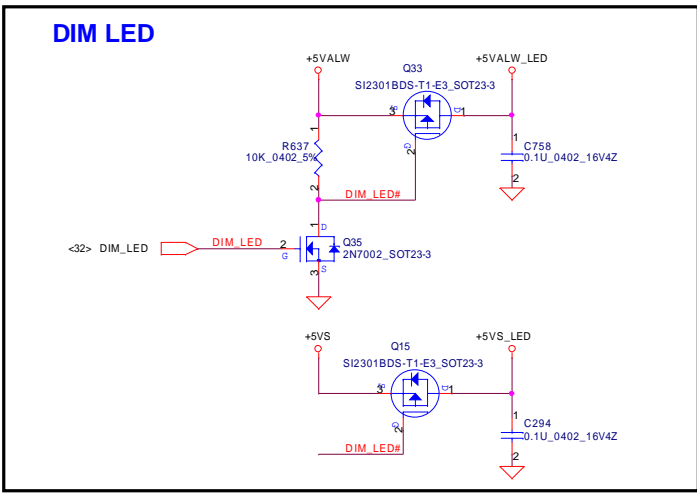 DIM LED
+5VALW
+5VALW_LED
Q33
SI2301BDS-T1-E3_SOT23-3
S
D
3
1
G
2
1
R637
10K_0402_5%
2
1
C758
0.1U_0402_16V4Z
2
DIM_LED#
1
D
<32> DIM_LED
DIM_LED
2
G
Q35
2N7002_SOT23-3
3
S
+5VS
+5VS_LED
Q15
SI2301BDS-T1-E3_SOT23-3
S
D
3
1
G
2
1
C294
0.1U_0402_16V4Z
2
DIM_LED#